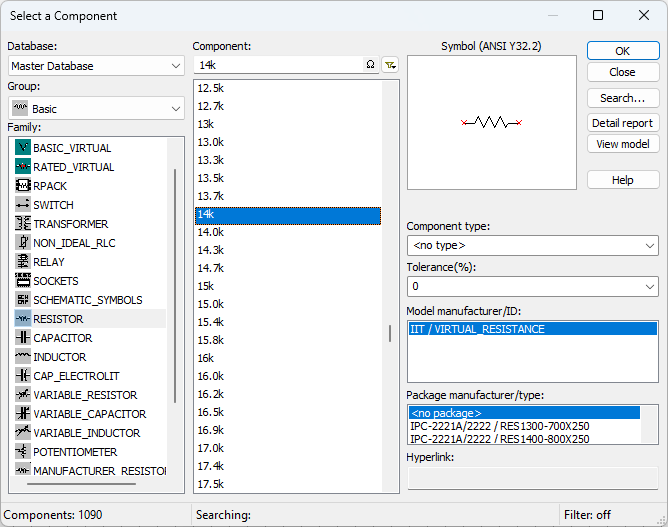 Select a Component
Database:
Master Database
Group:
Basic
Family:
BASIC_VIRTUAL
RATED_VIRTUAL
RPACK
SWITCH
TRANSFORMER
NON_IDEAL_RLC
RELAY
SOCKETS
SCHEMATIC_SYMBOLS
RESISTOR
CAPACITOR
INDUCTOR
CAP_ELECTROLIT
VARIABLE_RESISTOR
VARIABLE_CAPACITOR
VARIABLE_INDUCTOR
POTENTIOMETER
MANUFACTURER_RESISTO
Component:
14k
Ω
12.5k
12.7k
13k
13.0k
13.3k
13.5k
13.7k
14k
14.0k
14.3k
14.7k
15k
15.0k
15.4k
15.8k
16k
16.0k
16.2k
16.5k
16.9k
17k
17.0k
17.4k
17.5k
Symbol (ANSI Y32.2)
Component type:
<no type>
Tolerance(%):
0
Model manufacturer/ID:
IIT / VIRTUAL_RESISTANCE
Package manufacturer/type:
<no package>
IPC-2221A/2222 / RES1300-700X250
IPC-2221A/2222 / RES1400-800X250
Hyperlink:
OK
Close
Search...
Detail report
View model
Help
Components: 1090
Searching:
Filter: off